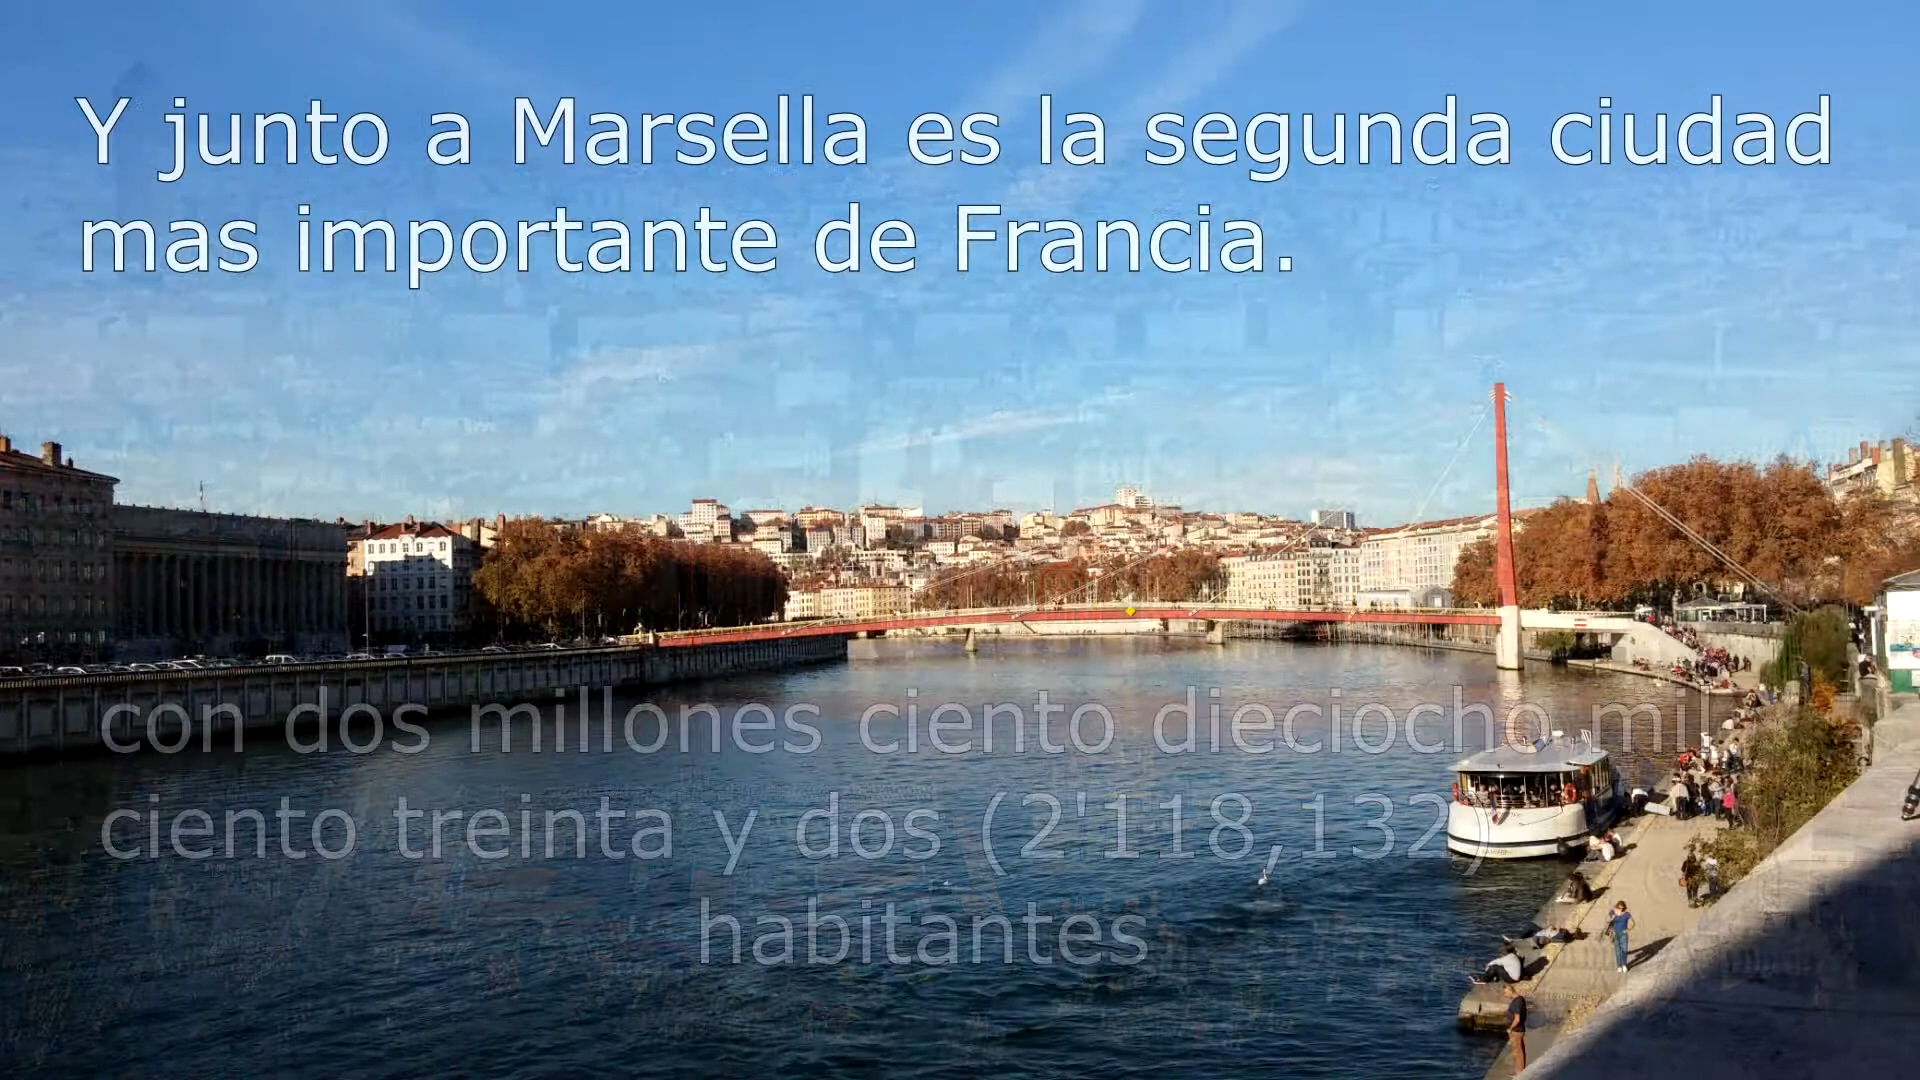 Y junto a Marsella es la segunda ciudad
mas importante de Francia.
con dos millones ciento dieciocho mil
ciento treinta y dos (2'118,132)
habitantes